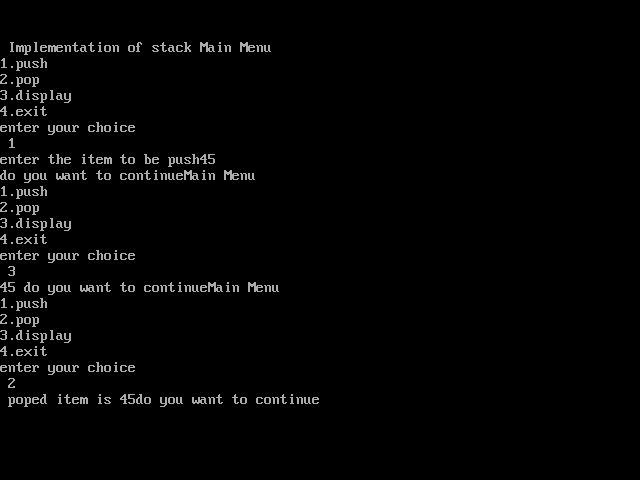 Implementation of stack Main Menu
1.push
2.pop
3.display
4.exit
enter your choice
1
enter the item to be push45
do you want to continueMain Menu
1.push
2.pop
3.display
4.exit
enter your choice
3
45 do you want to continueMain Menu
1.push
2.pop
3.display
4.exit
enter your choice
2
poped item is 45do you want to continue